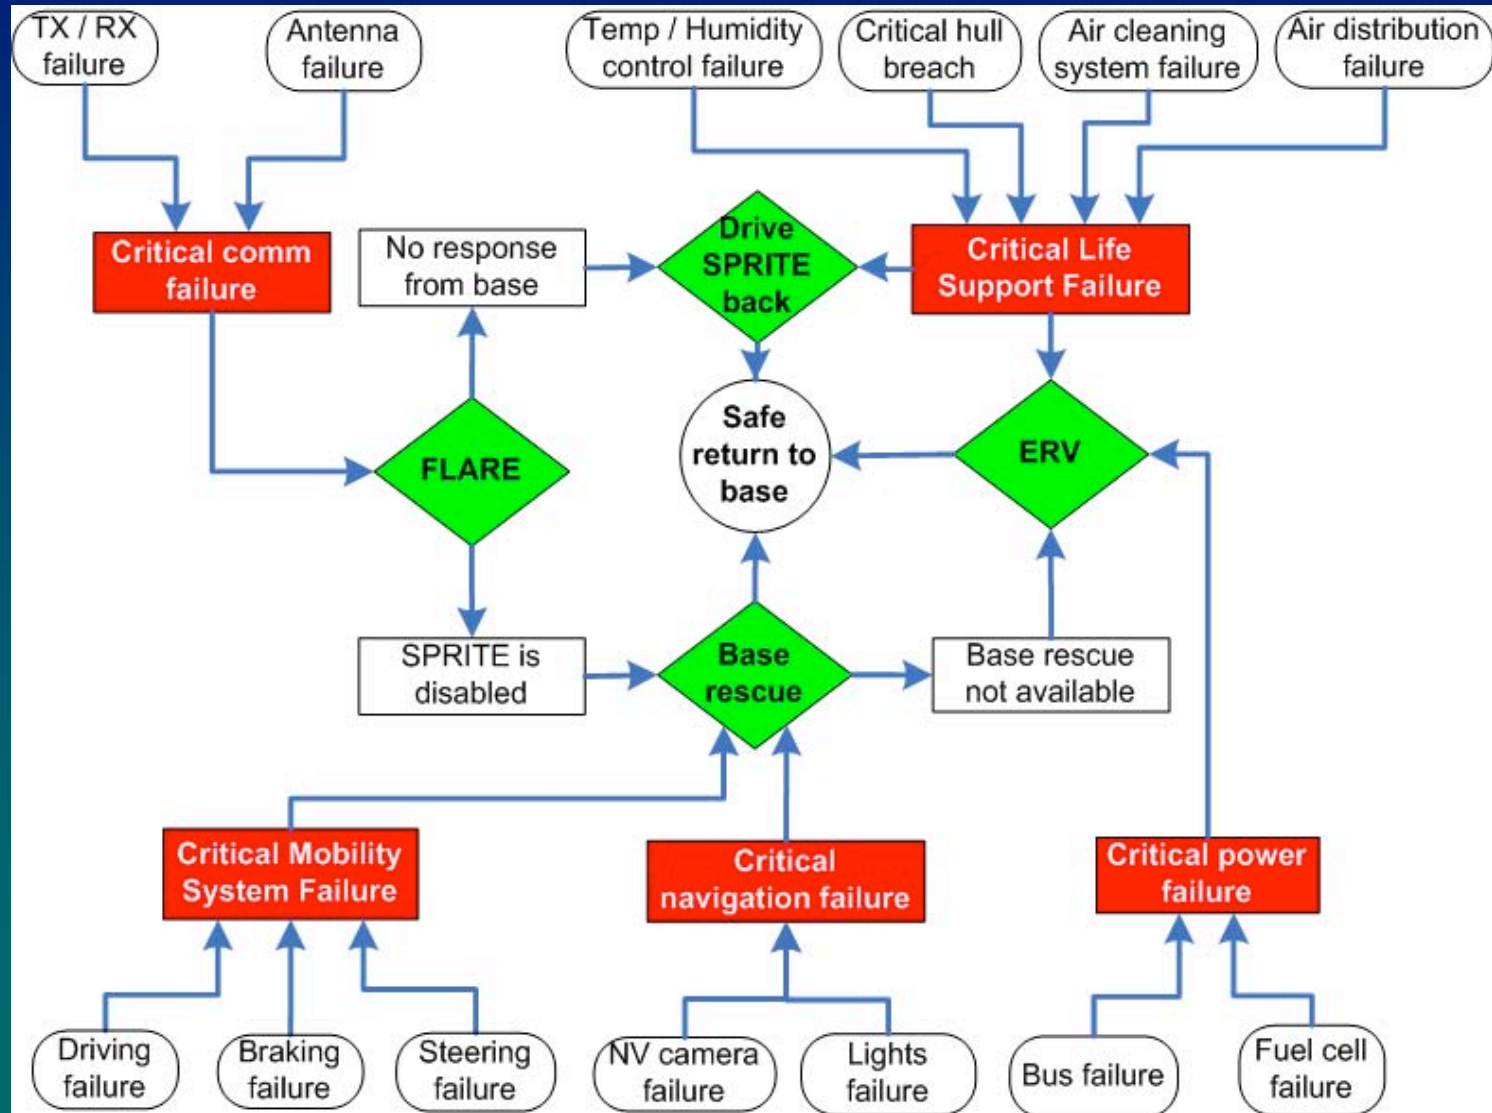 TX / RX
failure
Antenna
failure
Temp / Humidity
control failure
Critical hull
breach
Air cleaning
system failure
Air distribution
failure
Critical comm
failure
No response
from base
Drive
SPRITE
back
Critical Life
Support Failure
FLARE
Safe
return to
base
ERV
SPRITE is
disabled
Base
rescue
Base rescue
not available
Critical Mobility
System Failure
Critical
navigation failure
Critical power
failure
Driving
failure
Braking
failure
Steering
failure
NV camera
failure
Lights
failure
Bus failure
Fuel cell
failure